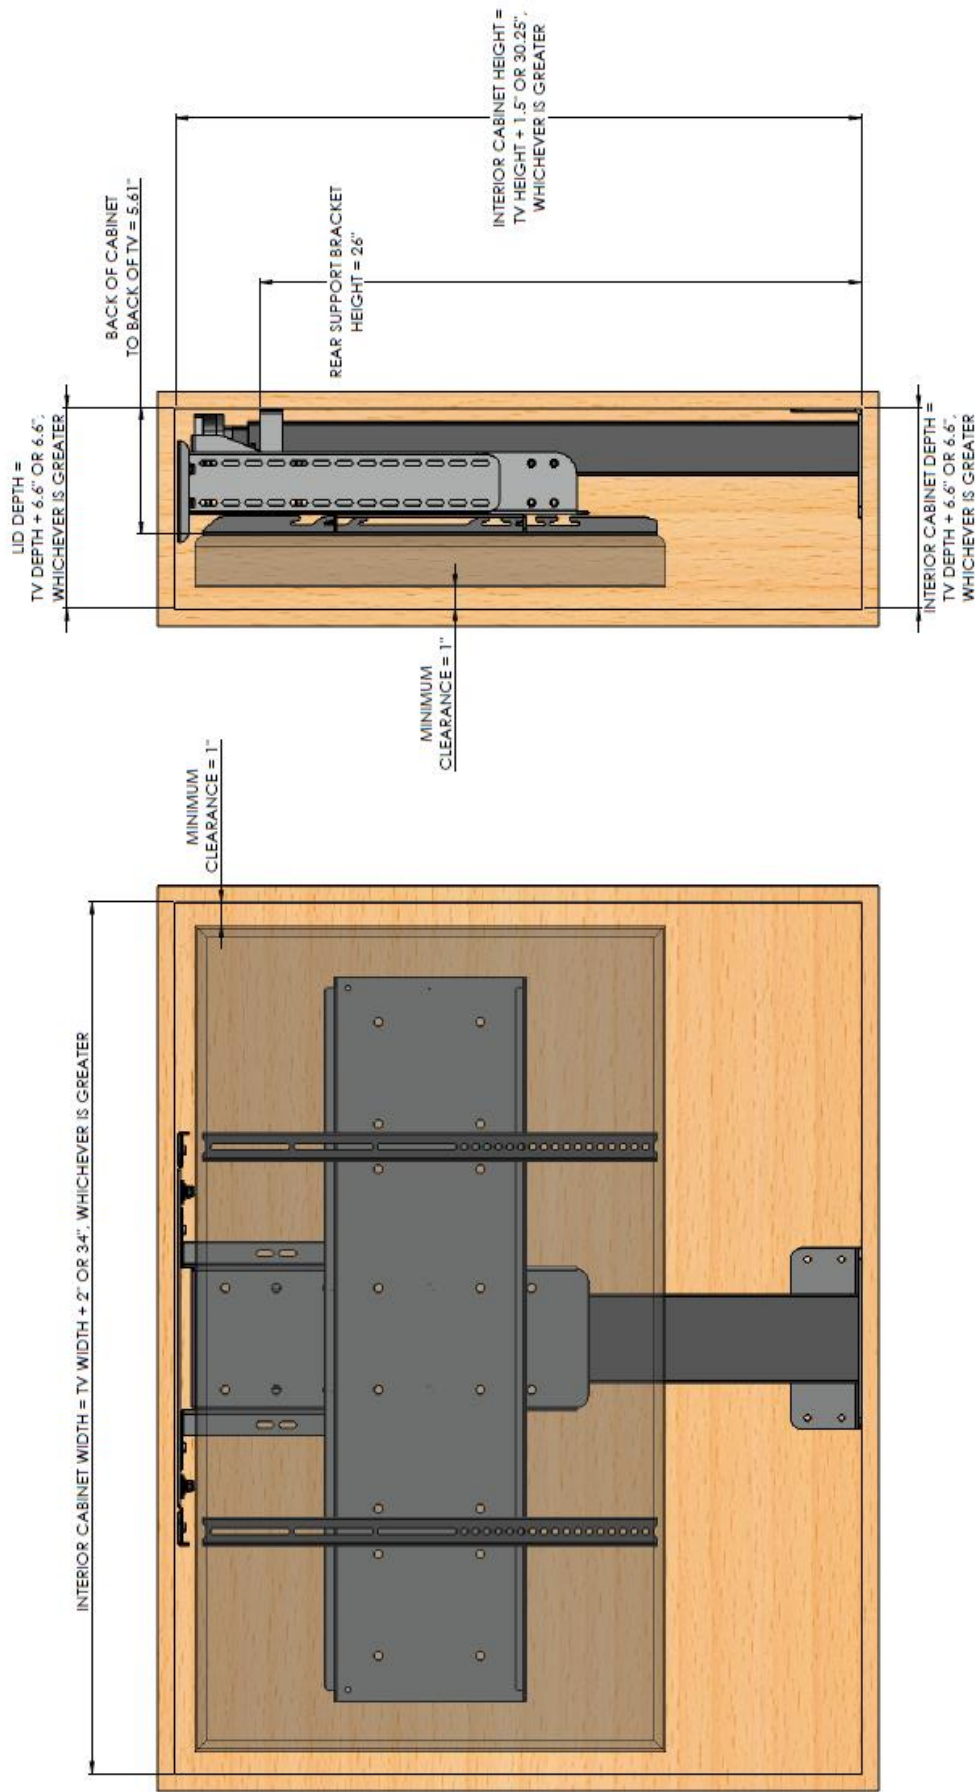 LID DEPTH =
TV DEPTH + 6.6" OR 6.6",
WHICHEVER IS GREATER
BACK OF CABINET
TO BACK OF TV = 5.61"
REAR SUPPORT BRACKET
HEIGHT = 26"
INTERIOR CABINET HEIGHT =
TV HEIGHT + 1.5" OR 30.25",
WHICHEVER IS GREATER
MINIMUM
CLEARANCE = 1"
INTERIOR CABINET DEPTH =
TV DEPTH + 6.6" OR 6.6",
WHICHEVER IS GREATER
MINIMUM
CLEARANCE = 1"
INTERIOR CABINET WIDTH = TV WIDTH + 2" OR 34", WHICHEVER IS GREATER